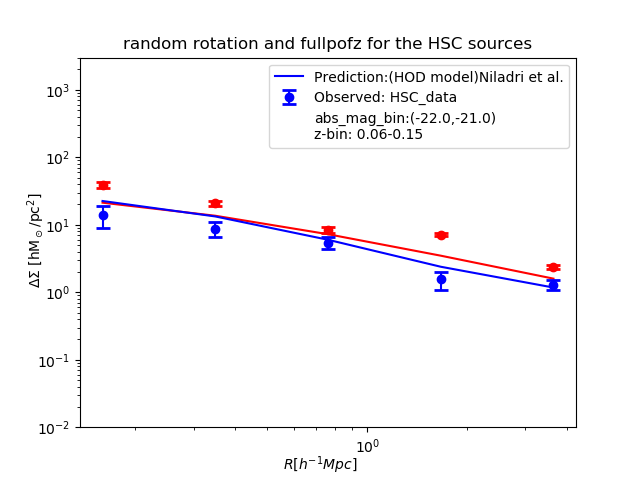 random rotation and fullpofz for the HSC sources
Prediction:(HOD model)Niladri et al.
Observed: HSC_data
abs_mag_bin:(-22.0,-21.0)
z-bin: 0.06-0.15
10³
10²
10¹
10⁰
10⁻¹
10⁻²
ΔΣ [hM⊙/pc²]
10⁰
R[h⁻¹Mpc]